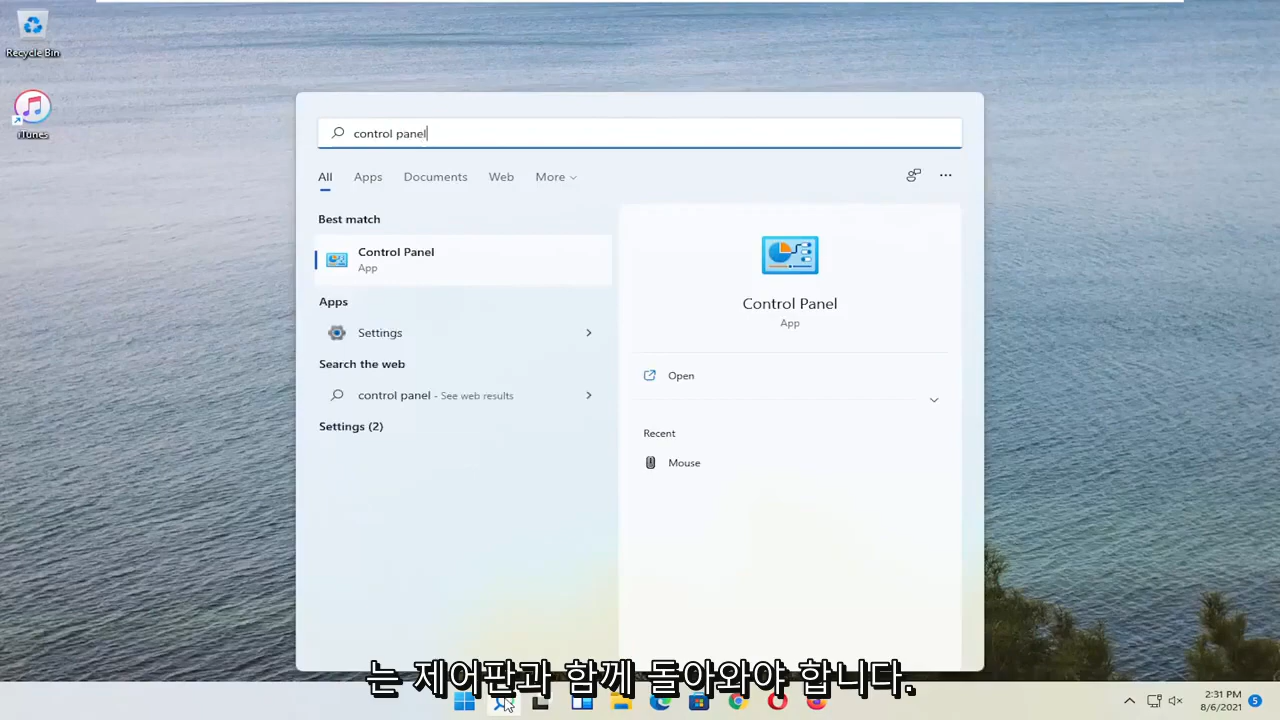 Recycle Bin
iTunes
control panel
All
Apps
Documents
Web
More
Best match
Control Panel
App
Apps
Settings
Search the web
control panel - See web results
Settings (2)
Control Panel
App
Open
Recent
Mouse
는 제어판과 함께 돌아와야 합니다.
2:31 PM
8/6/2021
5